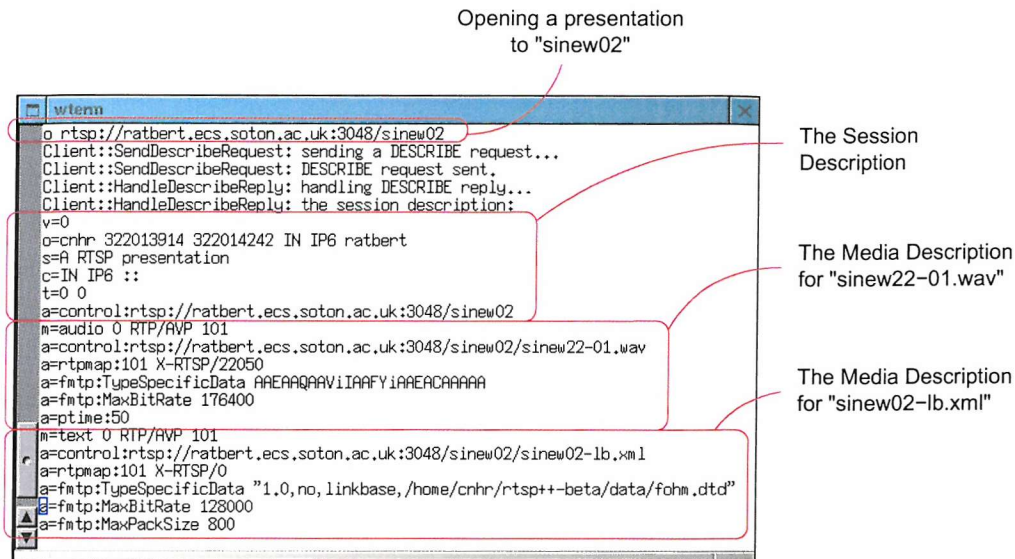 Opening a presentation
to "sinew02"
wterm
o rtsp://ratbert.ecs.soton.ac.uk:3048/sinew02
Client::SendDescribeRequest: sending a DESCRIBE request...
Client::SendDescribeRequest: DESCRIBE request sent.
Client::HandleDescribeReply: handling DESCRIBE reply...
Client::HandleDescribeReply: the session description:
v=0
o=cnhr 322013914 322014242 IN IP6 ratbert
s=A RTSP presentation
c=IN IP6 ::
t=0 0
a=control:rtsp://ratbert.ecs.soton.ac.uk:3048/sinew02
m=audio 0 RTP/AVP 101
a=control:rtsp://ratbert.ecs.soton.ac.uk:3048/sinew02/sinew22-01.wav
a=rtpmap:101 X-RTSP/22050
a=fmtp:TypeSpecificData AAEAAQAAViIAAFYiAAEACAAAAA
a=fmtp:MaxBitRate 176400
a=ptime:50
m=text 0 RTP/AVP 101
a=control:rtsp://ratbert.ecs.soton.ac.uk:3048/sinew02/sinew02-lb.xml
a=rtpmap:101 X-RTSP/0
a=fmtp:TypeSpecificData "1.0,no,linkbase,/home/cnhr/rtsp++-beta/data/fohm.dtd"
a=fmtp:MaxBitRate 128000
a=fmtp:MaxPackSize 800
The Session
Description
The Media Description
for "sinew22-01.wav"
The Media Description
for "sinew02-lb.xml"